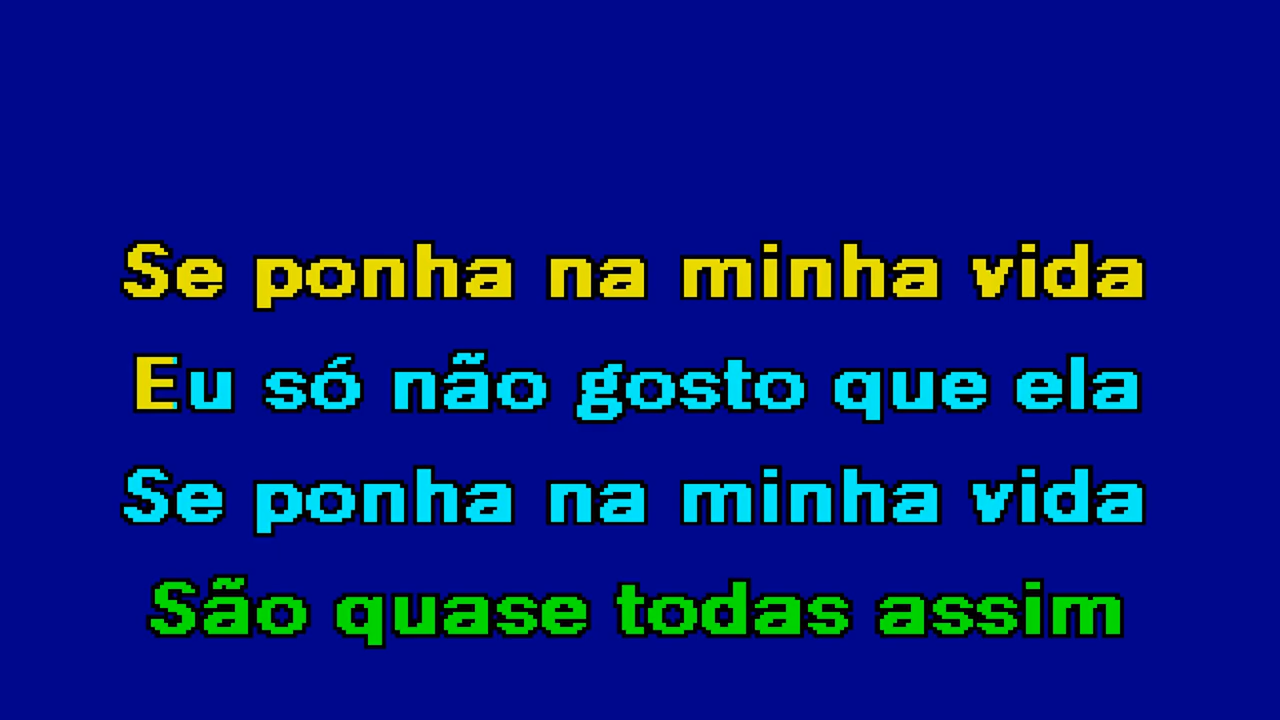 Se ponha na minha vida
Eu só não gosto que ela
Se ponha na minha vida
São quase todas assim